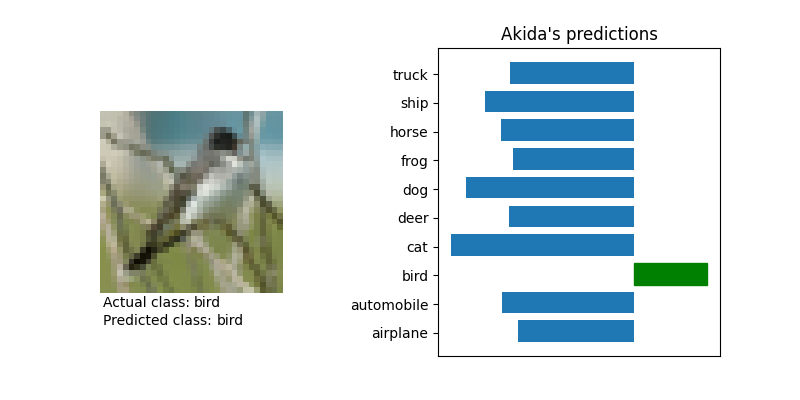 Akida's predictions
truck
ship
horse
frog
dog
deer
cat
bird
automobile
airplane
Actual class: bird
Predicted class: bird